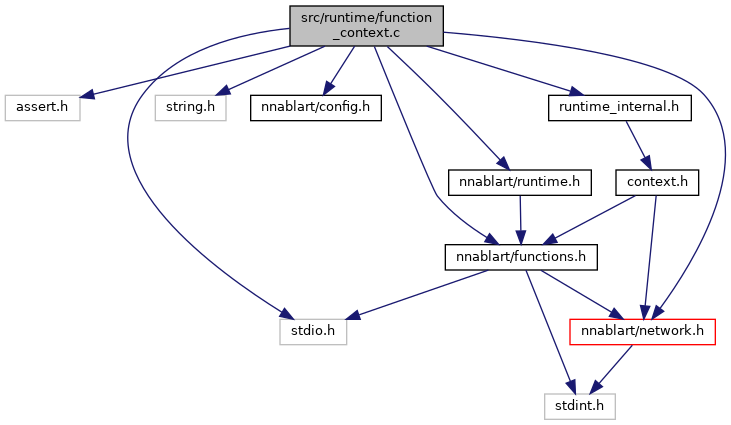 src/runtime/function
_context.c
assert.h
string.h
nnablart/config.h
runtime_internal.h
nnablart/runtime.h
context.h
nnablart/functions.h
stdio.h
nnablart/network.h
stdint.h